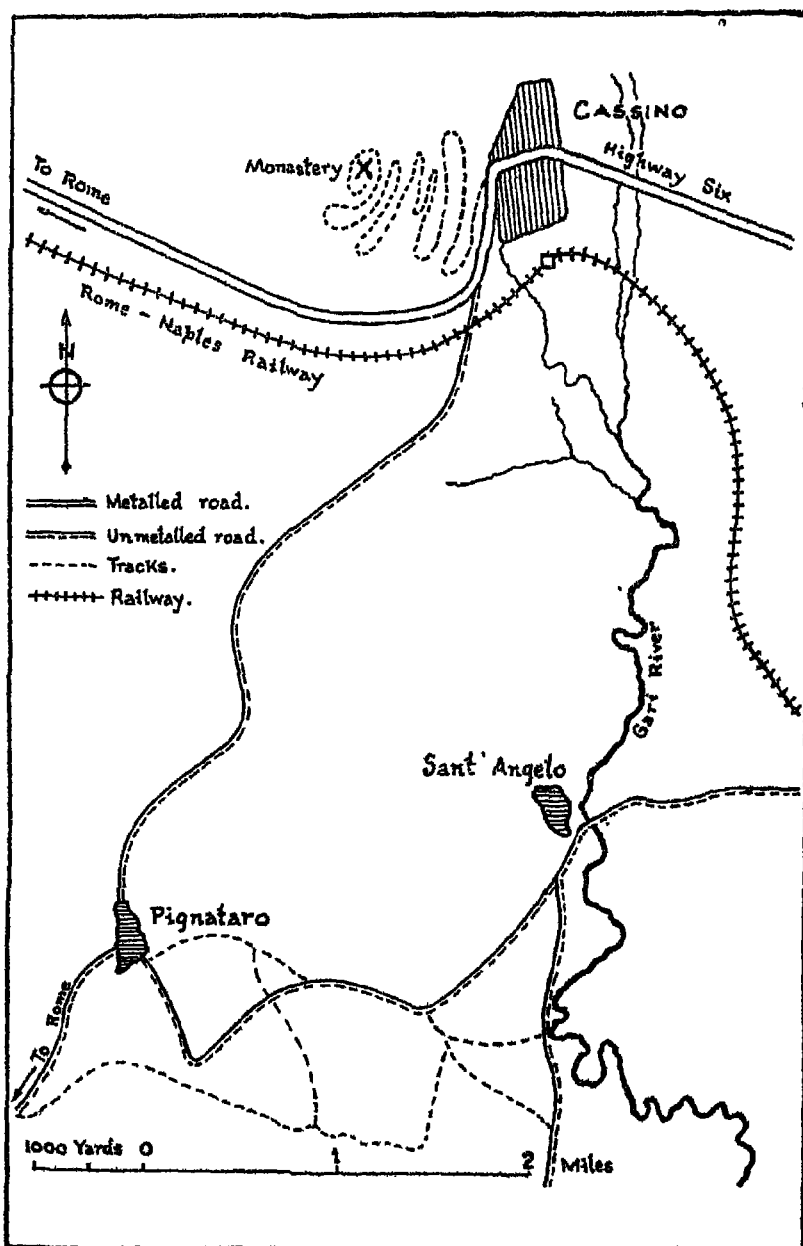 CASSINO
Monastery
X
To Rome
Highway Six
Rome - Naples Railway
N
Metalled road.
Unmetalled road.
Tracks.
Railway.
Gari River
Sant' Angelo
Pignataro
To Rome
1000 Yards 0 1 2 Miles